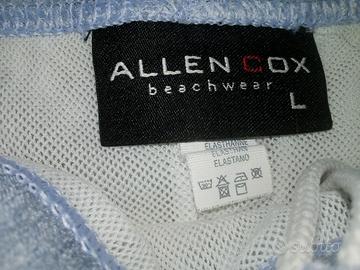 ALLEN COX
beachwear
L
ELASTHANNE
ELASTHAN
ELASTANO